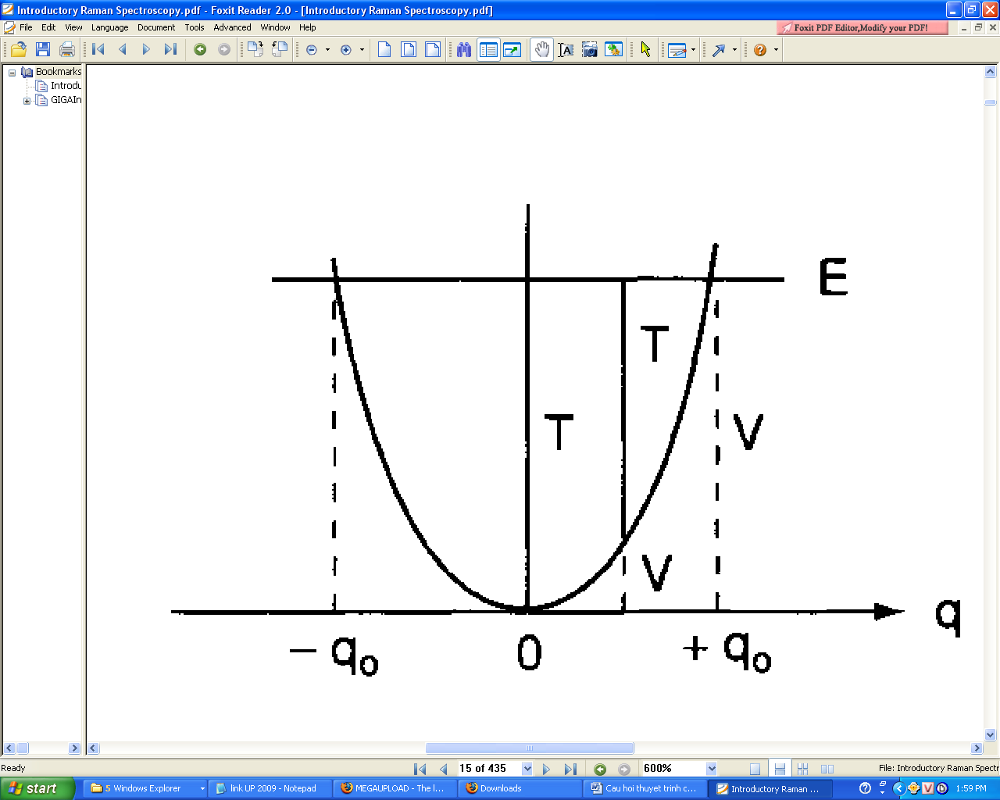 Introductory Raman Spectroscopy.pdf - Foxit Reader 2.0 - [Introductory Raman Spectroscopy.pdf]
File Edit View Language Document Tools Advanced Window Help
Foxit PDF Editor,Modify your PDF!
Bookmarks
Introdu
GIGAIn
E
T
T
V
V
q
– q₀ 0 + q₀
Ready
15 of 435
600%
File: Introductory Raman Spectr
start
5 Windows Explorer
link UP 2009 - Notepad
MEGAUPLOAD - The l...
Downloads
Cau hoi thuyet trinh c...
Introductory Raman ...
1:59 PM